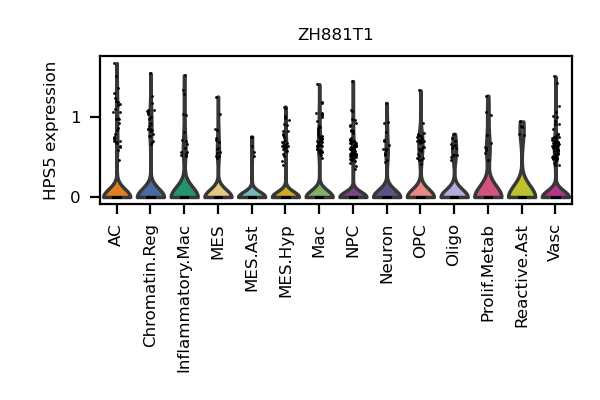 ZH881T1
HPS5 expression
1
0
AC
Chromatin.Reg
Inflammatory.Mac
MES
MES.Ast
MES.Hyp
Mac
NPC
Neuron
OPC
Oligo
Prolif.Metab
Reactive.Ast
Vasc